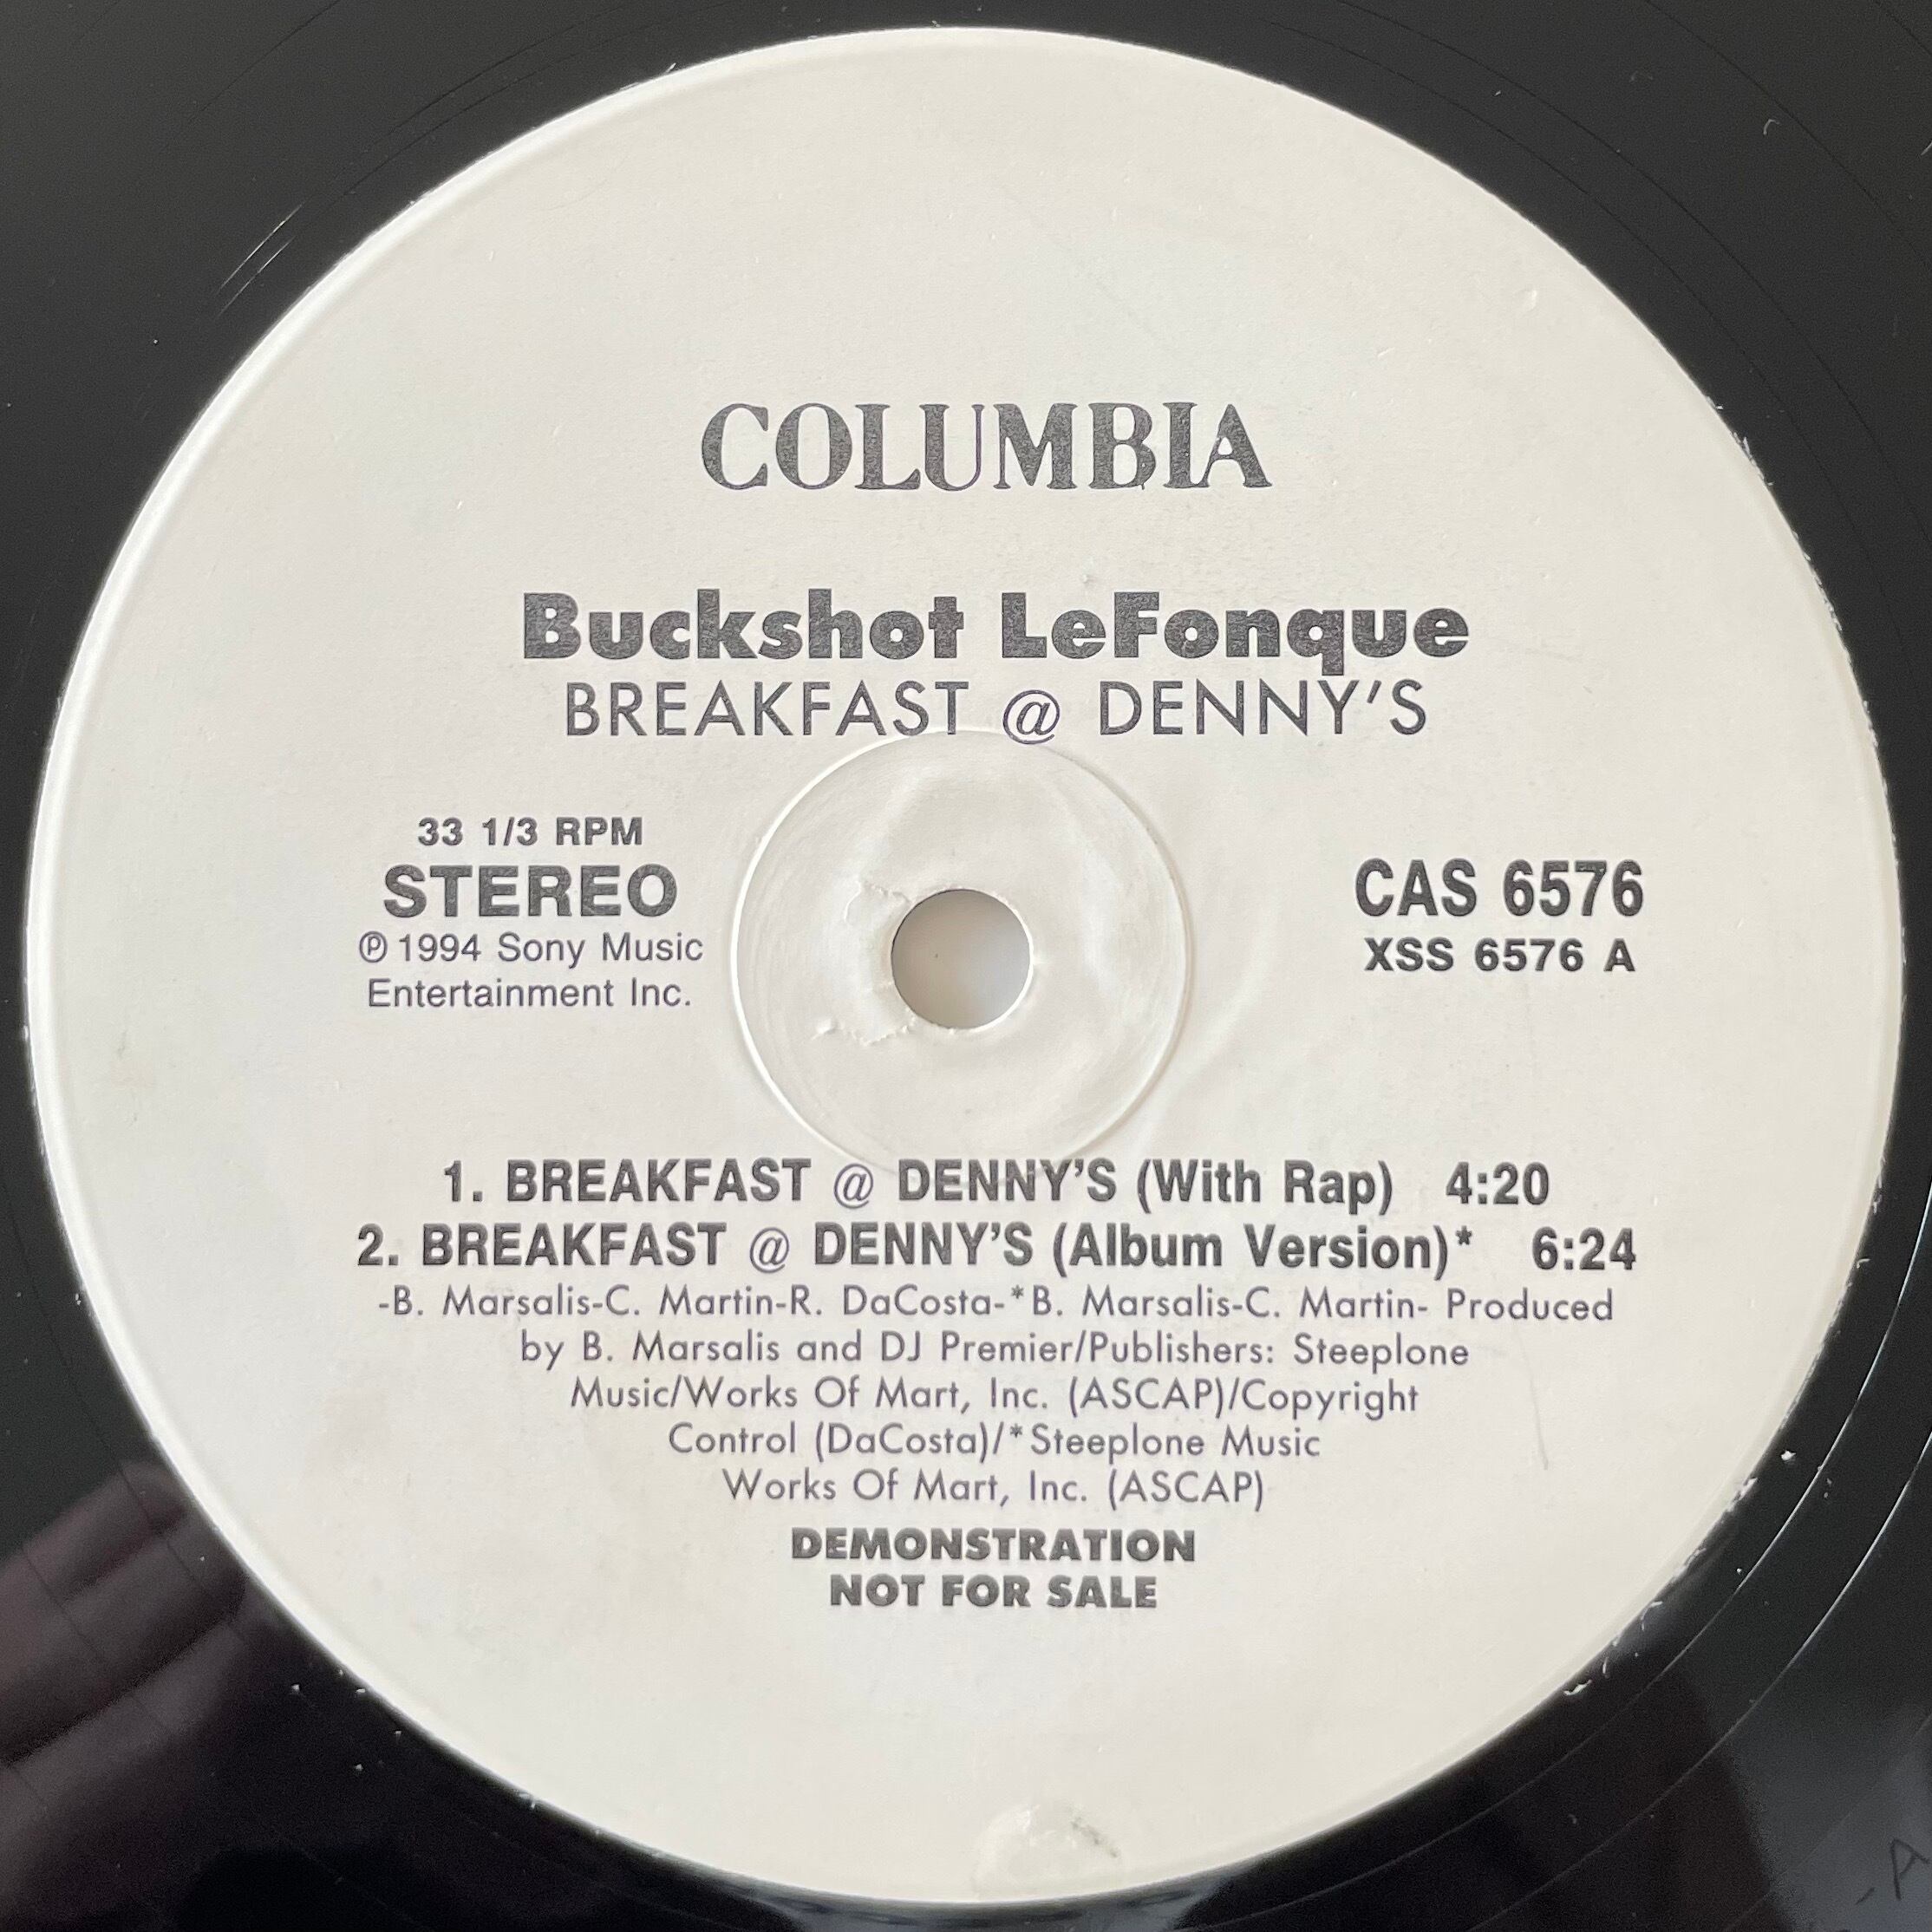 COLUMBIA
Buckshot LeFonque
BREAKFAST @ DENNY'S
33 1/3 RPM
STEREO
℗ 1994 Sony Music
Entertainment Inc.
CAS 6576
XSS 6576 A
1. BREAKFAST @ DENNY'S (With Rap) 4:20
2. BREAKFAST @ DENNY'S (Album Version)* 6:24
-B. Marsalis-C. Martin-R. DaCosta-*B. Marsalis-C. Martin- Produced
by B. Marsalis and DJ Premier/Publishers: Steeplone
Music/Works Of Mart, Inc. (ASCAP)/Copyright
Control (DaCosta)/*Steeplone Music
Works Of Mart, Inc. (ASCAP)
DEMONSTRATION
NOT FOR SALE
-A